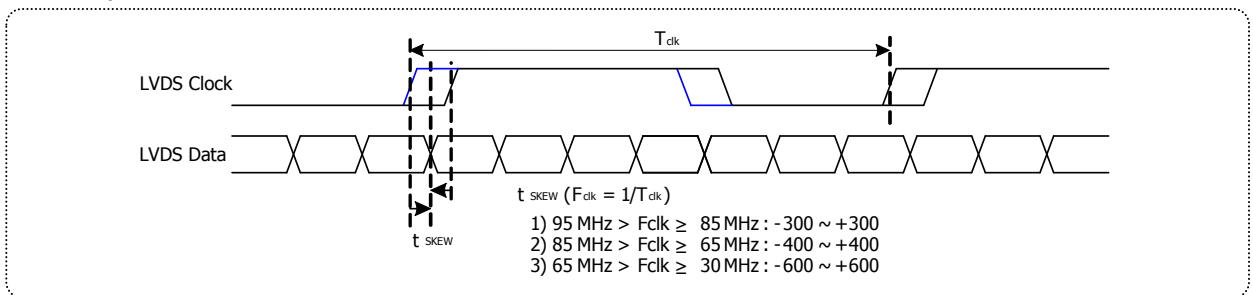 Tclk
LVDS Clock
LVDS Data
t SKEW (Fclk = 1/Tclk)
1) 95 MHz > Fclk ≥ 85 MHz : -300 ~ +300
t SKEW
2) 85 MHz > Fclk ≥ 65 MHz : -400 ~ +400
3) 65 MHz > Fclk ≥ 30 MHz : -600 ~ +600